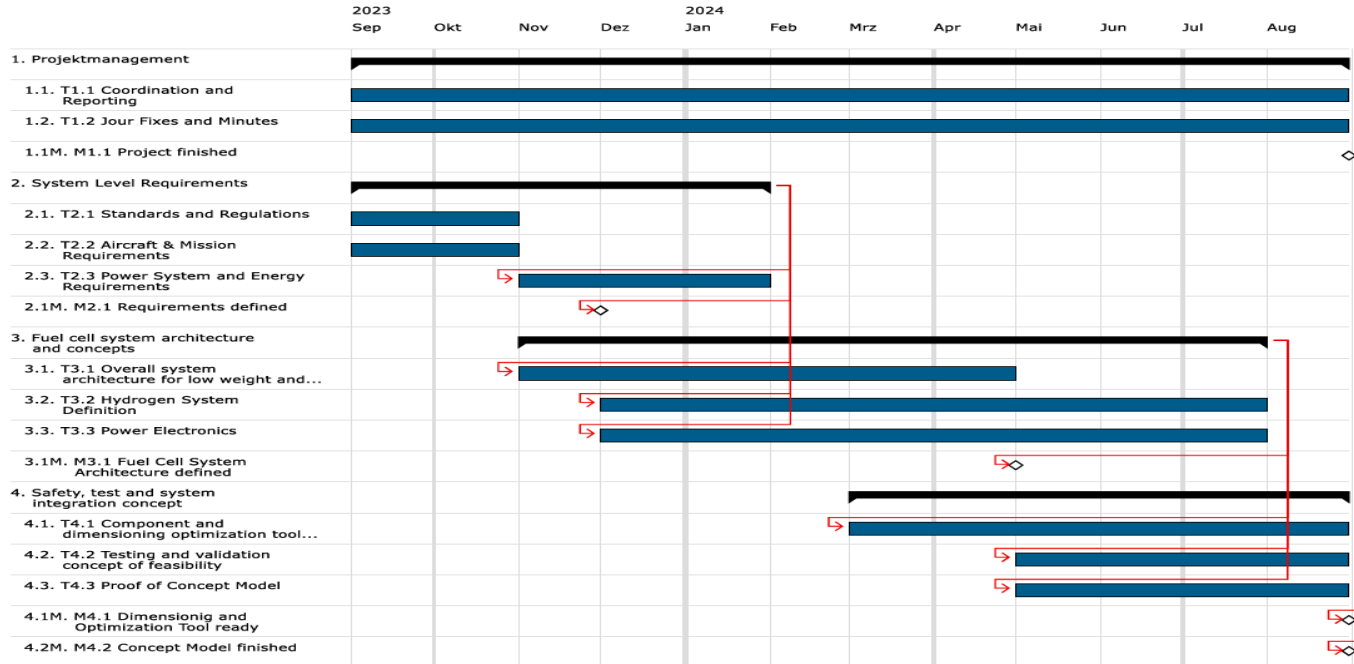 2023 2024
Sep Okt Nov Dez Jan Feb Mrz Apr Mai Jun Jul Aug
1. Projektmanagement
1.1. T1.1 Coordination and
Reporting
1.2. T1.2 Jour Fixes and Minutes
1.1M. M1.1 Project finished
2. System Level Requirements
2.1. T2.1 Standards and Regulations
2.2. T2.2 Aircraft & Mission
Requirements
2.3. T2.3 Power System and Energy
Requirements
2.1M. M2.1 Requirements defined
3. Fuel cell system architecture
and concepts
3.1. T3.1 Overall system
architecture for low weight and...
3.2. T3.2 Hydrogen System
Definition
3.3. T3.3 Power Electronics
3.1M. M3.1 Fuel Cell System
Architecture defined
4. Safety, test and system
integration concept
4.1. T4.1 Component and
dimensioning optimization tool...
4.2. T4.2 Testing and validation
concept of feasibility
4.3. T4.3 Proof of Concept Model
4.1M. M4.1 Dimensionig and
Optimization Tool ready
4.2M. M4.2 Concept Model finished